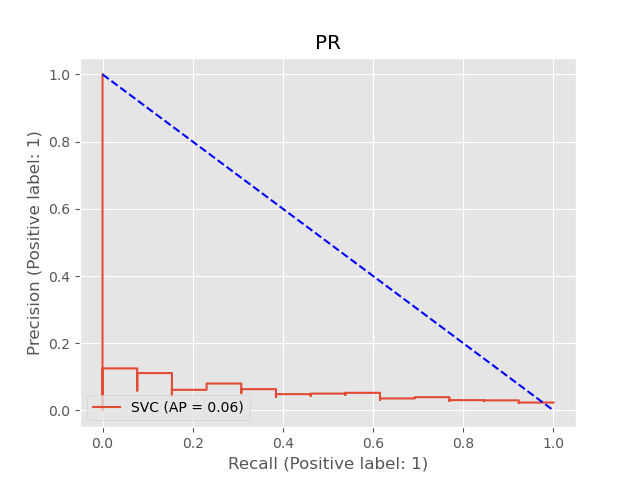 PR
Precision (Positive label: 1)
1.0
0.8
0.6
0.4
0.2
0.0
SVC (AP = 0.06)
0.0 0.2 0.4 0.6 0.8 1.0
Recall (Positive label: 1)